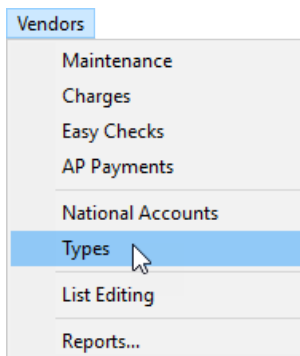 Vendors
Maintenance
Charges
Easy Checks
AP Payments
National Accounts
Types
List Editing
Reports...